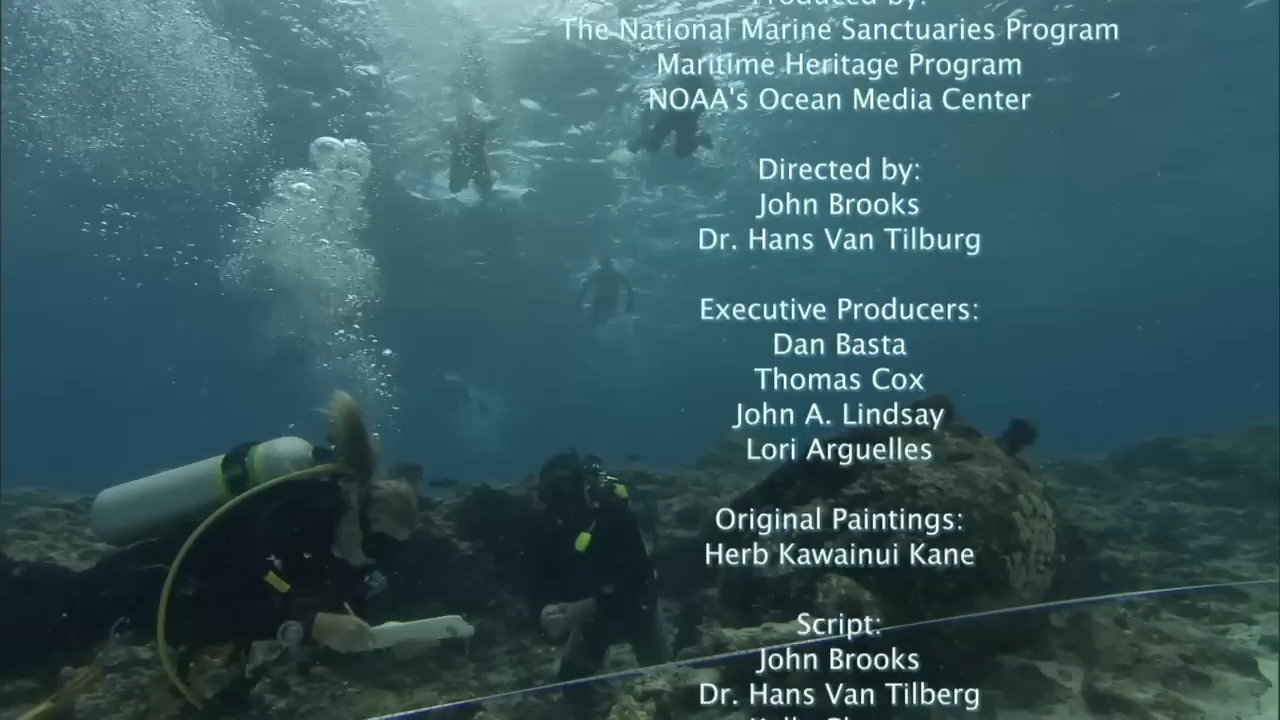 Produced by:
The National Marine Sanctuaries Program
Maritime Heritage Program
NOAA's Ocean Media Center
Directed by:
John Brooks
Dr. Hans Van Tilburg
Executive Producers:
Dan Basta
Thomas Cox
John A. Lindsay
Lori Arguelles
Original Paintings:
Herb Kawainui Kane
Script:
John Brooks
Dr. Hans Van Tilberg